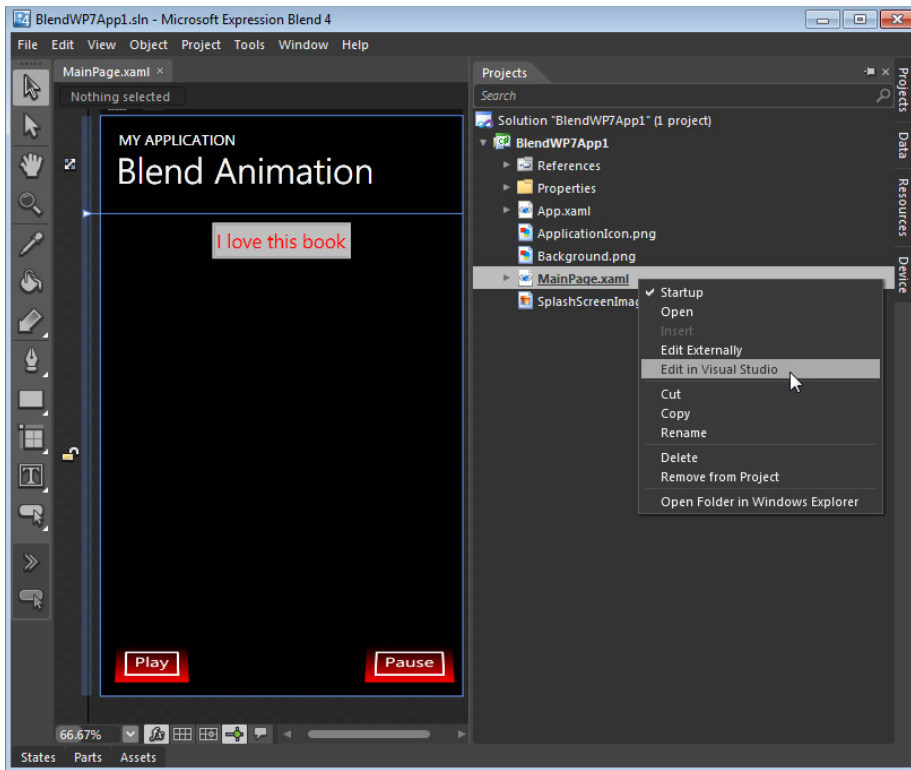 BlendWP7App1.sln - Microsoft Expression Blend 4
File Edit View Object Project Tools Window Help
MainPage.xaml ×
Nothing selected
MY APPLICATION
Blend Animation
I love this book
Play
Pause
66.67%
fx
States Parts Assets
Projects
Search
Solution "BlendWP7App1" (1 project)
BlendWP7App1
References
Properties
App.xaml
ApplicationIcon.png
Background.png
MainPage.xaml
SplashScreenImag
Startup
Open
Insert
Edit Externally
Edit in Visual Studio
Cut
Copy
Rename
Delete
Remove from Project
Open Folder in Windows Explorer
Projects
Data
Resources
Device